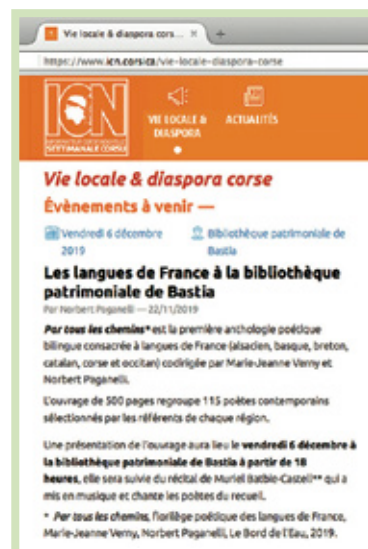 Vie locale & diaspora cors...
https://www.icn.corsica/vie-locale-diaspora-corse
ICN
SETTIMANALE CORSU
VIE LOCALE &
DIASPORA
ACTUALITÉS
Vie locale & diaspora corse
Évènements à venir —
Vendredi 6 décembre
2019
Bibliothèque patrimoniale de
Bastia
Les langues de France à la bibliothèque
patrimoniale de Bastia
Par Norbert Paganelli — 22/11/2019
Par tous les chemins* est la première anthologie poétique
bilingue consacrée à langues de France (alsacien, basque, breton,
catalan, corse et occitan) codirigée par Marie-Jeanne Verny et
Norbert Paganelli.
L'ouvrage de 500 pages regroupe 115 poètes contemporains
sélectionnés par les référents de chaque région.
Une présentation de l'ouvrage aura lieu le vendredi 6 décembre à
la bibliothèque patrimoniale de Bastia à partir de 18
heures, elle sera suivie du récital de Muriel Batbie-Castell** qui a
mis en musique et chante les poètes du recueil.
* Par tous les chemins, florilège poétique des langues de France,
Marie-Jeanne Verny, Norbert Paganelli, Le Bord de l'Eau, 2019.